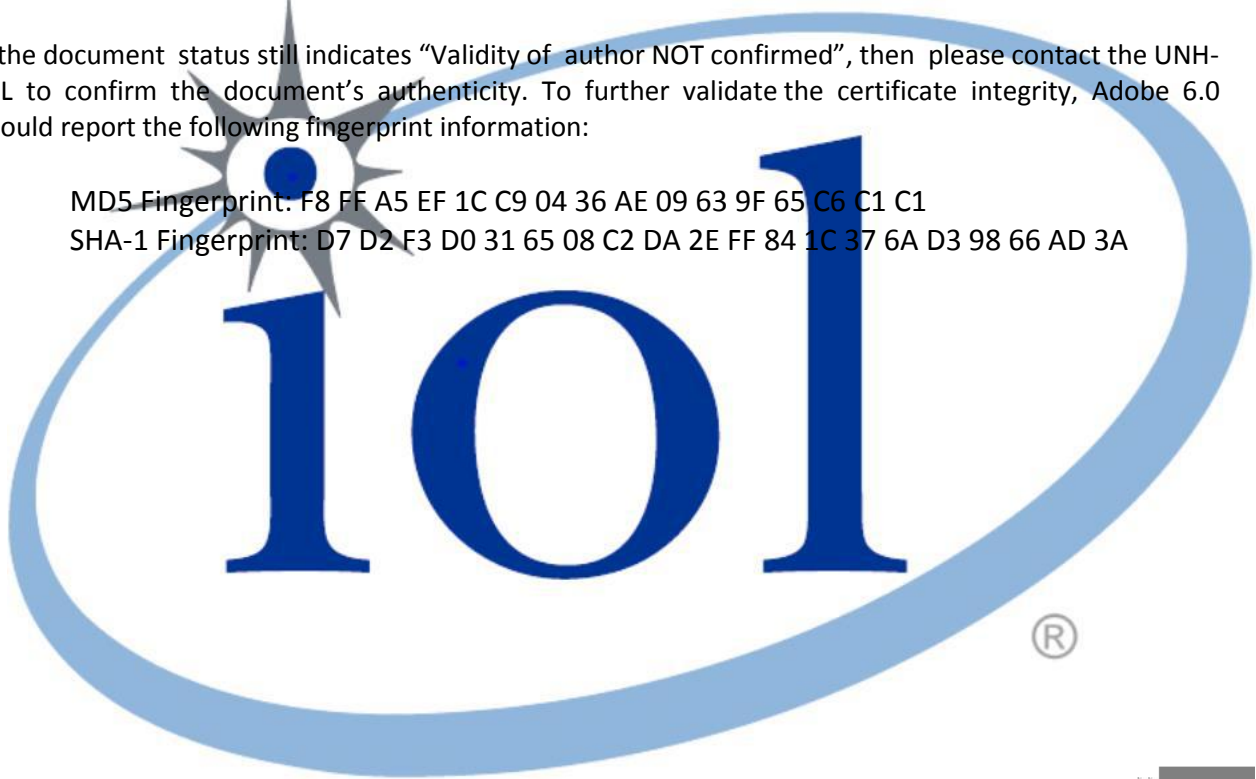 the document status still indicates “Validity of author NOT confirmed”, then please contact the UNH-
L to confirm the document’s authenticity. To further validate the certificate integrity, Adobe 6.0
ould report the following fingerprint information:
MD5 Fingerprint: F8 FF A5 EF 1C C9 04 36 AE 09 63 9F 65 C6 C1 C1
SHA-1 Fingerprint: D7 D2 F3 D0 31 65 08 C2 DA 2E FF 84 1C 37 6A D3 98 66 AD 3A
iol
®